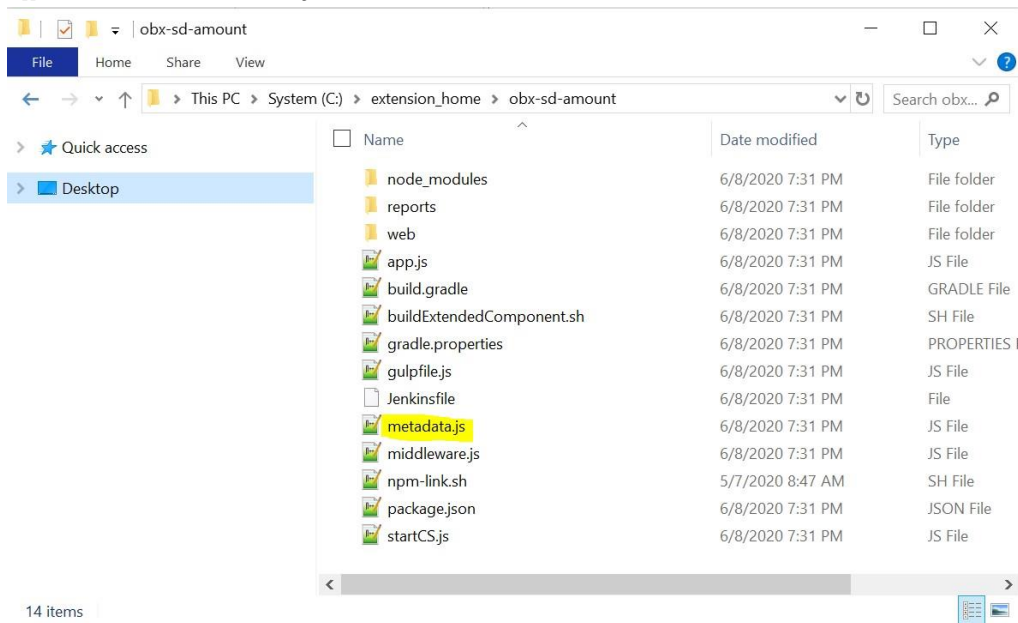 obx-sd-amount
File Home Share View
This PC > System (C:) > extension_home > obx-sd-amount Search obx...
Quick access
Desktop
Name Date modified Type
node_modules 6/8/2020 7:31 PM File folder
reports 6/8/2020 7:31 PM File folder
web 6/8/2020 7:31 PM File folder
app.js 6/8/2020 7:31 PM JS File
build.gradle 6/8/2020 7:31 PM GRADLE File
buildExtendedComponent.sh 6/8/2020 7:31 PM SH File
gradle.properties 6/8/2020 7:31 PM PROPERTIES
gulpfile.js 6/8/2020 7:31 PM JS File
Jenkinsfile 6/8/2020 7:31 PM File
metadata.js 6/8/2020 7:31 PM JS File
middleware.js 6/8/2020 7:31 PM JS File
npm-link.sh 5/7/2020 8:47 AM SH File
package.json 6/8/2020 7:31 PM JSON File
startCS.js 6/8/2020 7:31 PM JS File
14 items